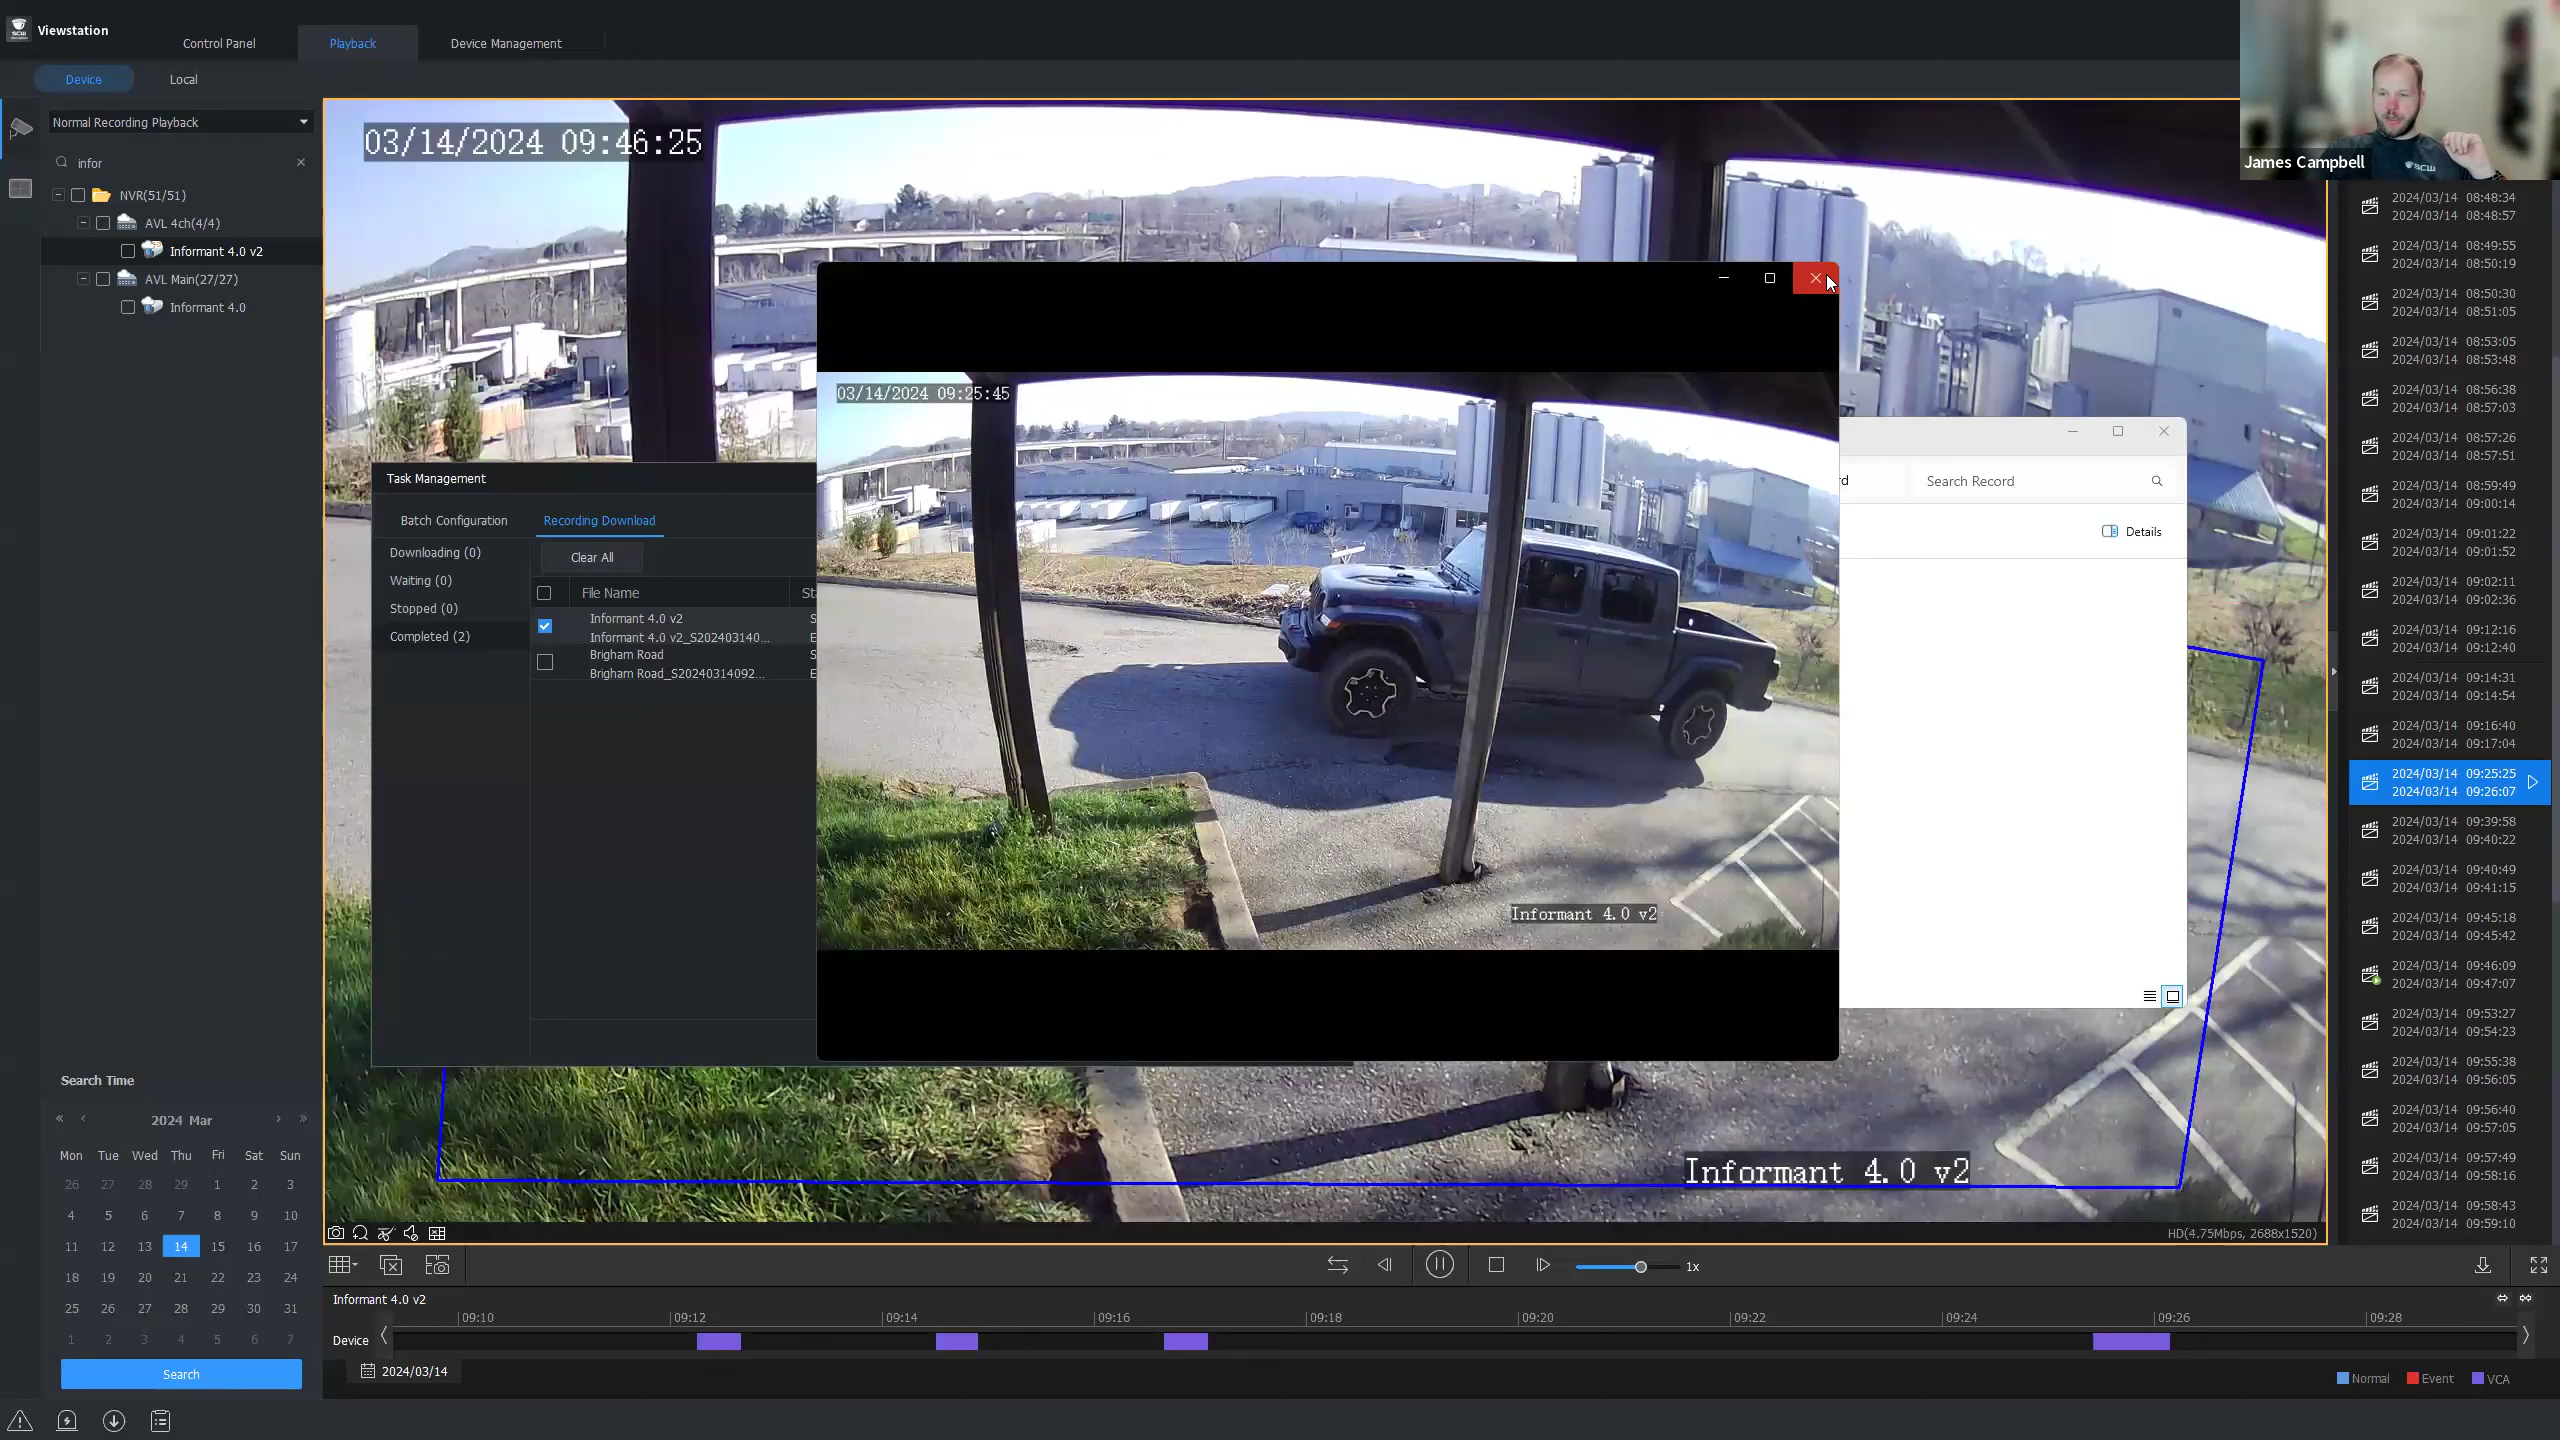 SCW
Viewstation
Control Panel
Playback
Device Management
Device
Local
Normal Recording Playback
infor
NVR(51/51)
AVL 4ch(4/4)
Informant 4.0 v2
AVL Main(27/27)
Informant 4.0
Search Time
2024 Mar
Mon Tue Wed Thu Fri Sat Sun
26 27 28 29 1 2 3
4 5 6 7 8 9 10
11 12 13 14 15 16 17
18 19 20 21 22 23 24
25 26 27 28 29 30 31
1 2 3 4 5 6 7
Search
03/14/2024 09:46:25
Task Management
Batch Configuration
Recording Download
Downloading (0)
Waiting (0)
Stopped (0)
Completed (2)
Clear All
File Name
St
Informant 4.0 v2
S
Informant 4.0 v2_S202403140...
E
Brigham Road
S
Brigham Road_S20240314092...
E
03/14/2024 09:25:45
Informant 4.0 v2
rd
Search Record
Details
Informant 4.0 v2
HD(4.75Mbps, 2688x1520)
James Campbell
SCW
2024/03/14 08:48:34
2024/03/14 08:48:57
2024/03/14 08:49:55
2024/03/14 08:50:19
2024/03/14 08:50:30
2024/03/14 08:51:05
2024/03/14 08:53:05
2024/03/14 08:53:48
2024/03/14 08:56:38
2024/03/14 08:57:03
2024/03/14 08:57:26
2024/03/14 08:57:51
2024/03/14 08:59:49
2024/03/14 09:00:14
2024/03/14 09:01:22
2024/03/14 09:01:52
2024/03/14 09:02:11
2024/03/14 09:02:36
2024/03/14 09:12:16
2024/03/14 09:12:40
2024/03/14 09:14:31
2024/03/14 09:14:54
2024/03/14 09:16:40
2024/03/14 09:17:04
2024/03/14 09:25:25
2024/03/14 09:26:07
2024/03/14 09:39:58
2024/03/14 09:40:22
2024/03/14 09:40:49
2024/03/14 09:41:15
2024/03/14 09:45:18
2024/03/14 09:45:42
2024/03/14 09:46:09
2024/03/14 09:47:07
2024/03/14 09:53:27
2024/03/14 09:54:23
2024/03/14 09:55:38
2024/03/14 09:56:05
2024/03/14 09:56:40
2024/03/14 09:57:05
2024/03/14 09:57:49
2024/03/14 09:58:16
2024/03/14 09:58:43
2024/03/14 09:59:10
1x
Informant 4.0 v2
09:10 09:12 09:14 09:16 09:18 09:20 09:22 09:24 09:26 09:28
Device
2024/03/14
Normal Event VCA